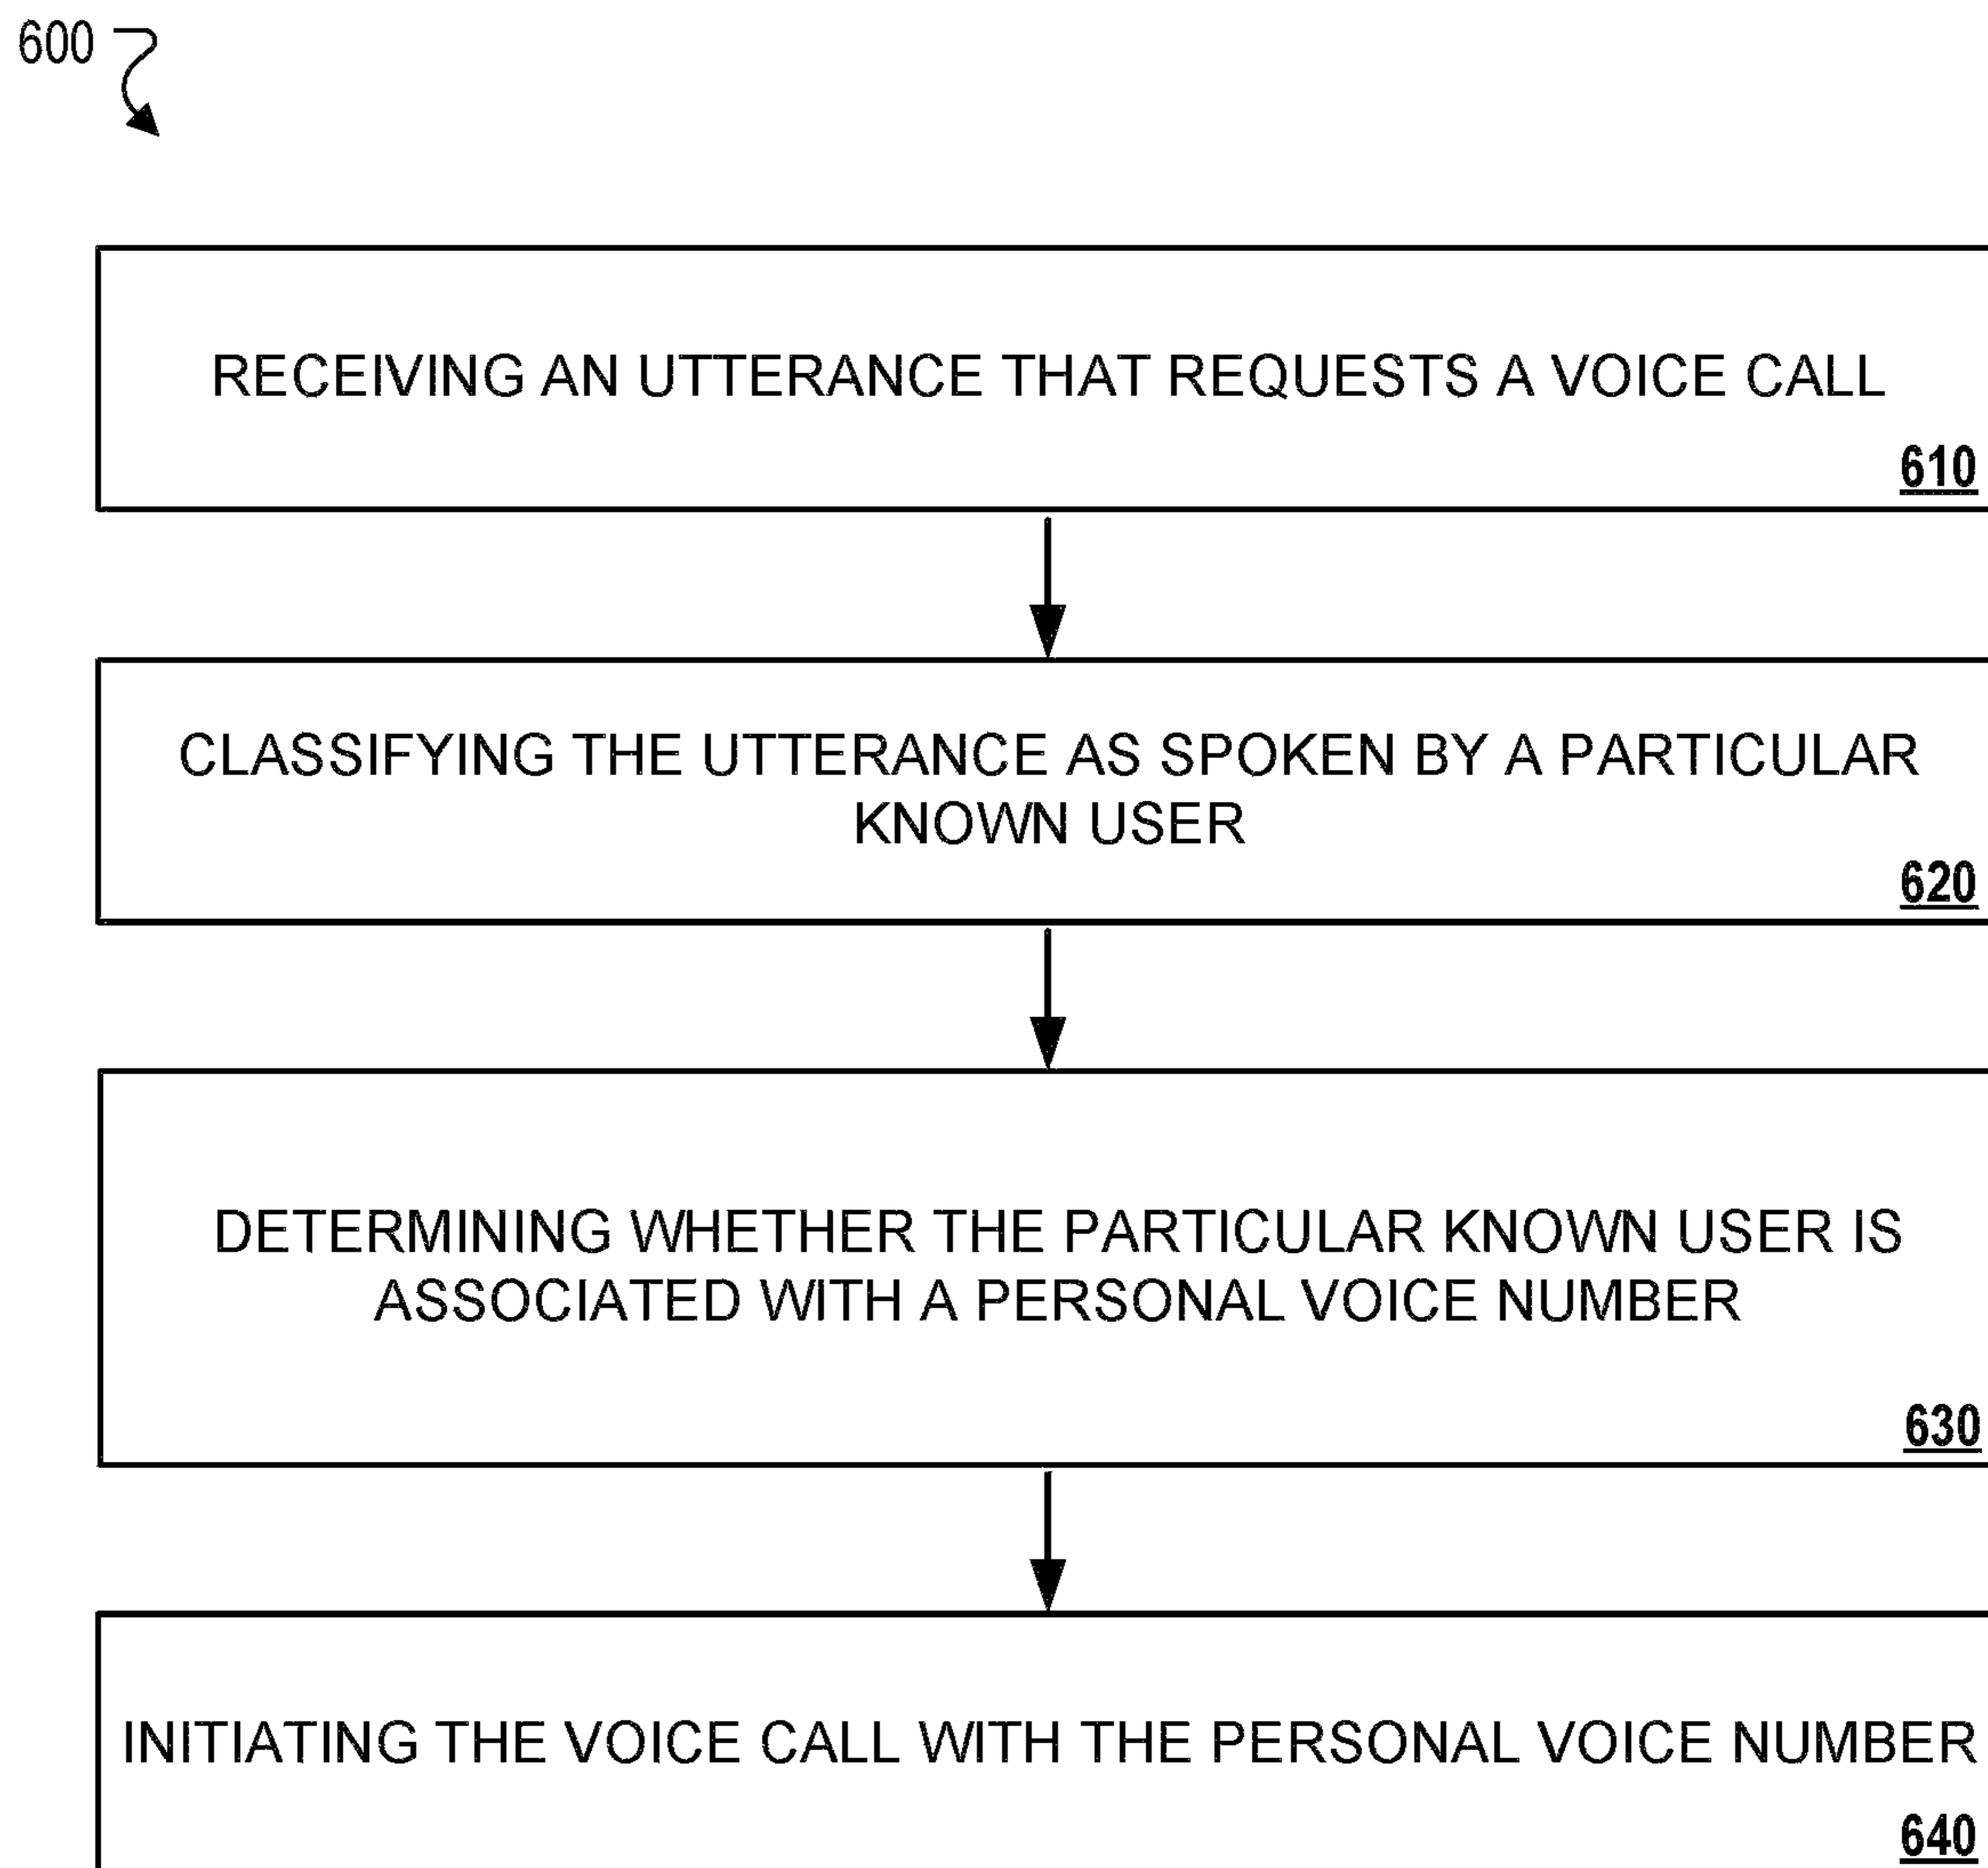 600
RECEIVING AN UTTERANCE THAT REQUESTS A VOICE CALL
610
CLASSIFYING THE UTTERANCE AS SPOKEN BY A PARTICULAR
KNOWN USER
620
DETERMINING WHETHER THE PARTICULAR KNOWN USER IS
ASSOCIATED WITH A PERSONAL VOICE NUMBER
630
INITIATING THE VOICE CALL WITH THE PERSONAL VOICE NUMBER
640